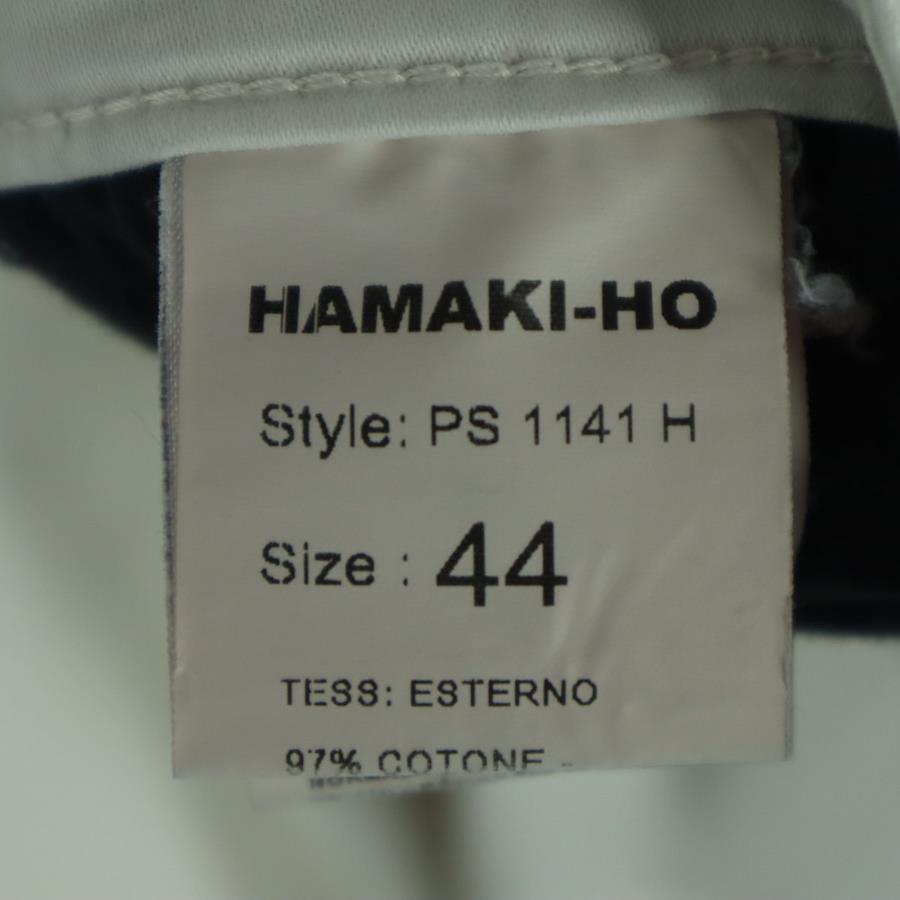 HAMAKI-HO
Style: PS 1141 H
Size : 44
TESS: ESTERNO
97% COTONE -